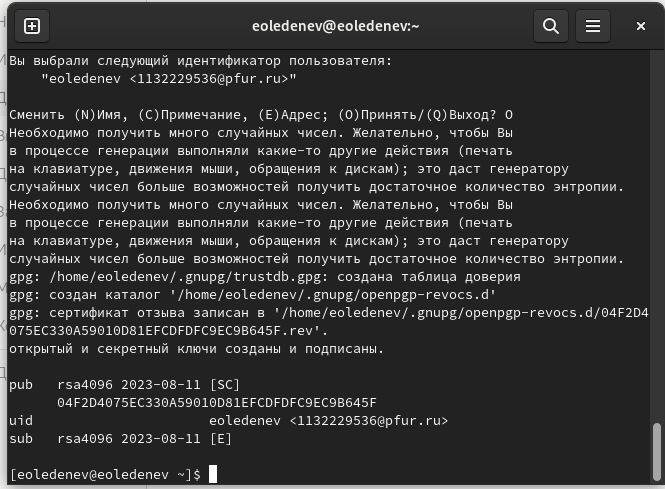 eoledenev@eoledenev:~
Вы выбрали следующий идентификатор пользователя:
"eoledenev <1132229536@pfur.ru>"
Сменить (N)Имя, (C)Примечание, (E)Адрес; (O)Принять/(Q)Выход? O
Необходимо получить много случайных чисел. Желательно, чтобы Вы
в процессе генерации выполняли какие-то другие действия (печать
на клавиатуре, движения мыши, обращения к дискам); это даст генератору
случайных чисел больше возможностей получить достаточное количество энтропии.
Необходимо получить много случайных чисел. Желательно, чтобы Вы
в процессе генерации выполняли какие-то другие действия (печать
на клавиатуре, движения мыши, обращения к дискам); это даст генератору
случайных чисел больше возможностей получить достаточное количество энтропии.
gpg: /home/eoledenev/.gnupg/trustdb.gpg: создана таблица доверия
gpg: создан каталог '/home/eoledenev/.gnupg/openpgp-revocs.d'
gpg: сертификат отзыва записан в '/home/eoledenev/.gnupg/openpgp-revocs.d/04F2D4
075EC330A59010D81EFCDFDFC9EC9B645F.rev'.
открытый и секретный ключи созданы и подписаны.
pub   rsa4096 2023-08-11 [SC]
04F2D4075EC330A59010D81EFCDFDFC9EC9B645F
uid                      eoledenev <1132229536@pfur.ru>
sub   rsa4096 2023-08-11 [E]
[eoledenev@eoledenev ~]$